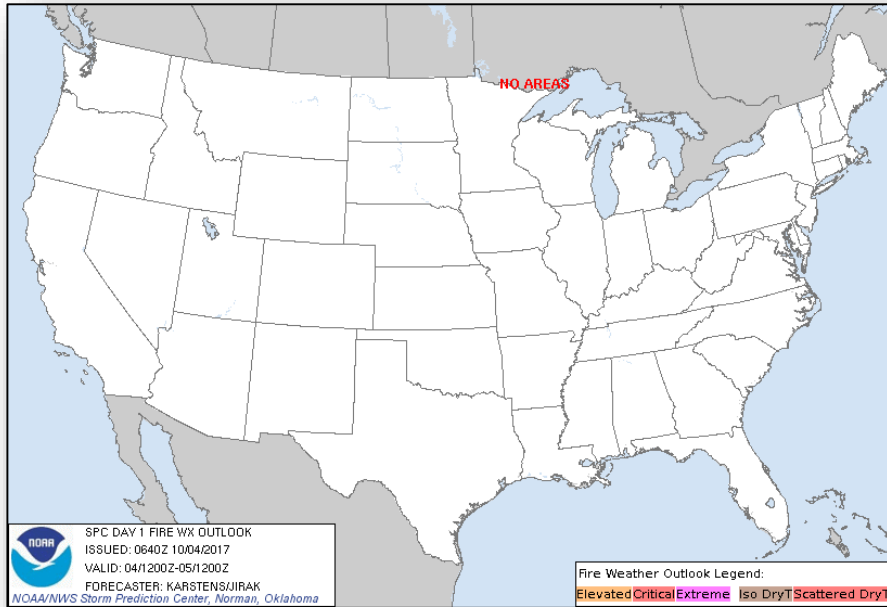 NO AREAS
NOAA
SPC DAY 1 FIRE WX OUTLOOK
ISSUED: 0640Z 10/04/2017
VALID: 04/1200Z-05/1200Z
FORECASTER: KARSTENS/JIRAK
NOAA/NWS Storm Prediction Center, Norman, Oklahoma
Fire Weather Outlook Legend:
Elevated Critical Extreme Iso DryT Scattered DryT